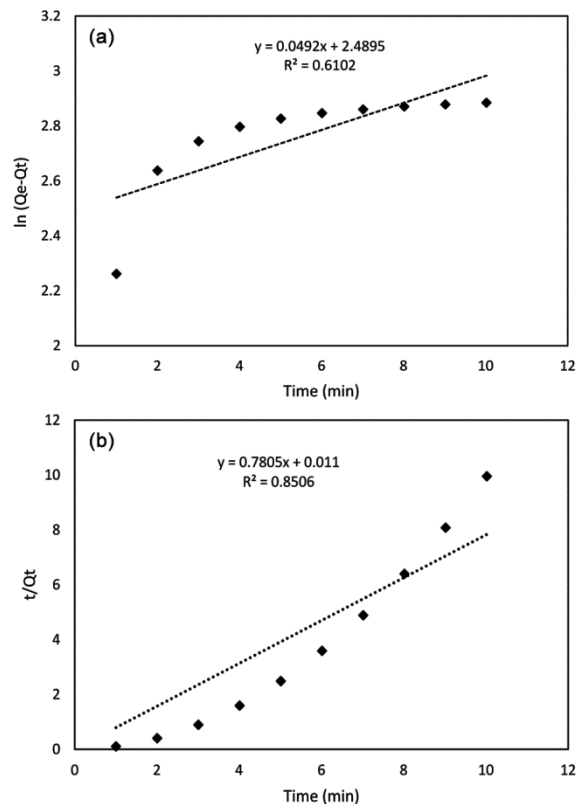 (a)
y = 0.0492x + 2.4895
R² = 0.6102
3.2
3
2.8
2.6
2.4
2.2
2
ln (Qe-Qt)
0 2 4 6 8 10 12
Time (min)
(b)
y = 0.7805x + 0.011
R² = 0.8506
12
10
8
6
4
2
0
t/Qt
0 2 4 6 8 10 12
Time (min)